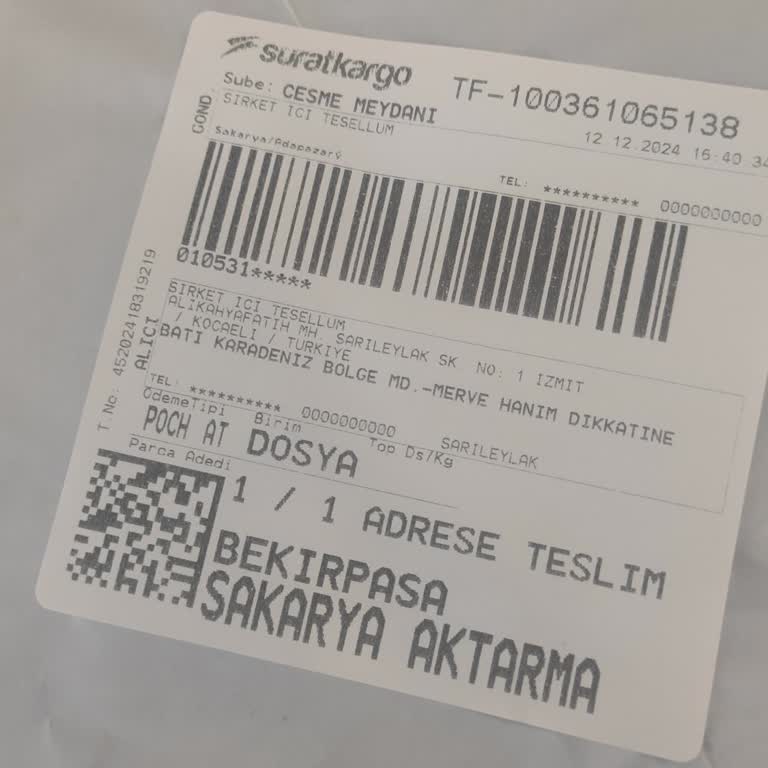 suratkargo
TF-100361065138
Sube: CESME MEYDANI
12.12.2024 16:40 34
GOND.
SIRKET ICI TESELLUM
Sakarya/Adapazarý
TEL: ********** 0000000000
010531*****
T. No: 45202418319219
ALICI
SIRKET ICI TESELLUM
ALIKAHYAFATIH MH. SARILEYLAK SK NO: 1 IZMIT
/ KOCAELI / TURKIYE
BATI KARADENIZ BOLGE MD.-MERVE HANIM DIKKATINE
TEL: ********** 0000000000 SARILEYLAK
OdemeTipi Birim Top Ds/Kg
POCH AT DOSYA
Parca Adedi
1 / 1 ADRESE TESLIM
BEKIRPASA
SAKARYA AKTARMA